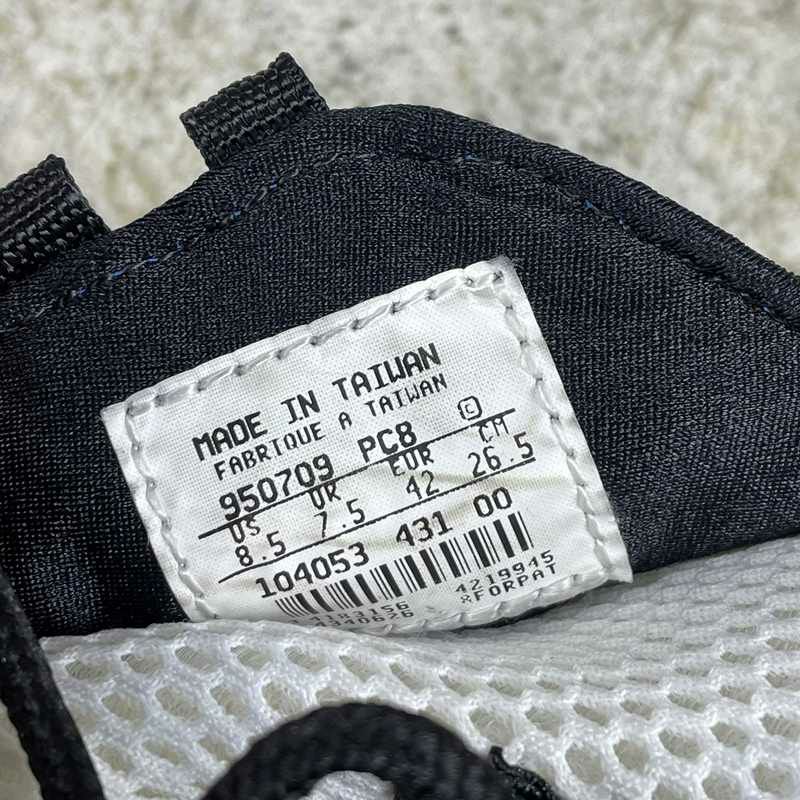 MADE IN TAIWAN
FABRIQUE A TAIWAN
950709 PC8 C
US UK EUR CM
8.5 7.5 42 26.5
104053 431 00
4219945
&FORPAT